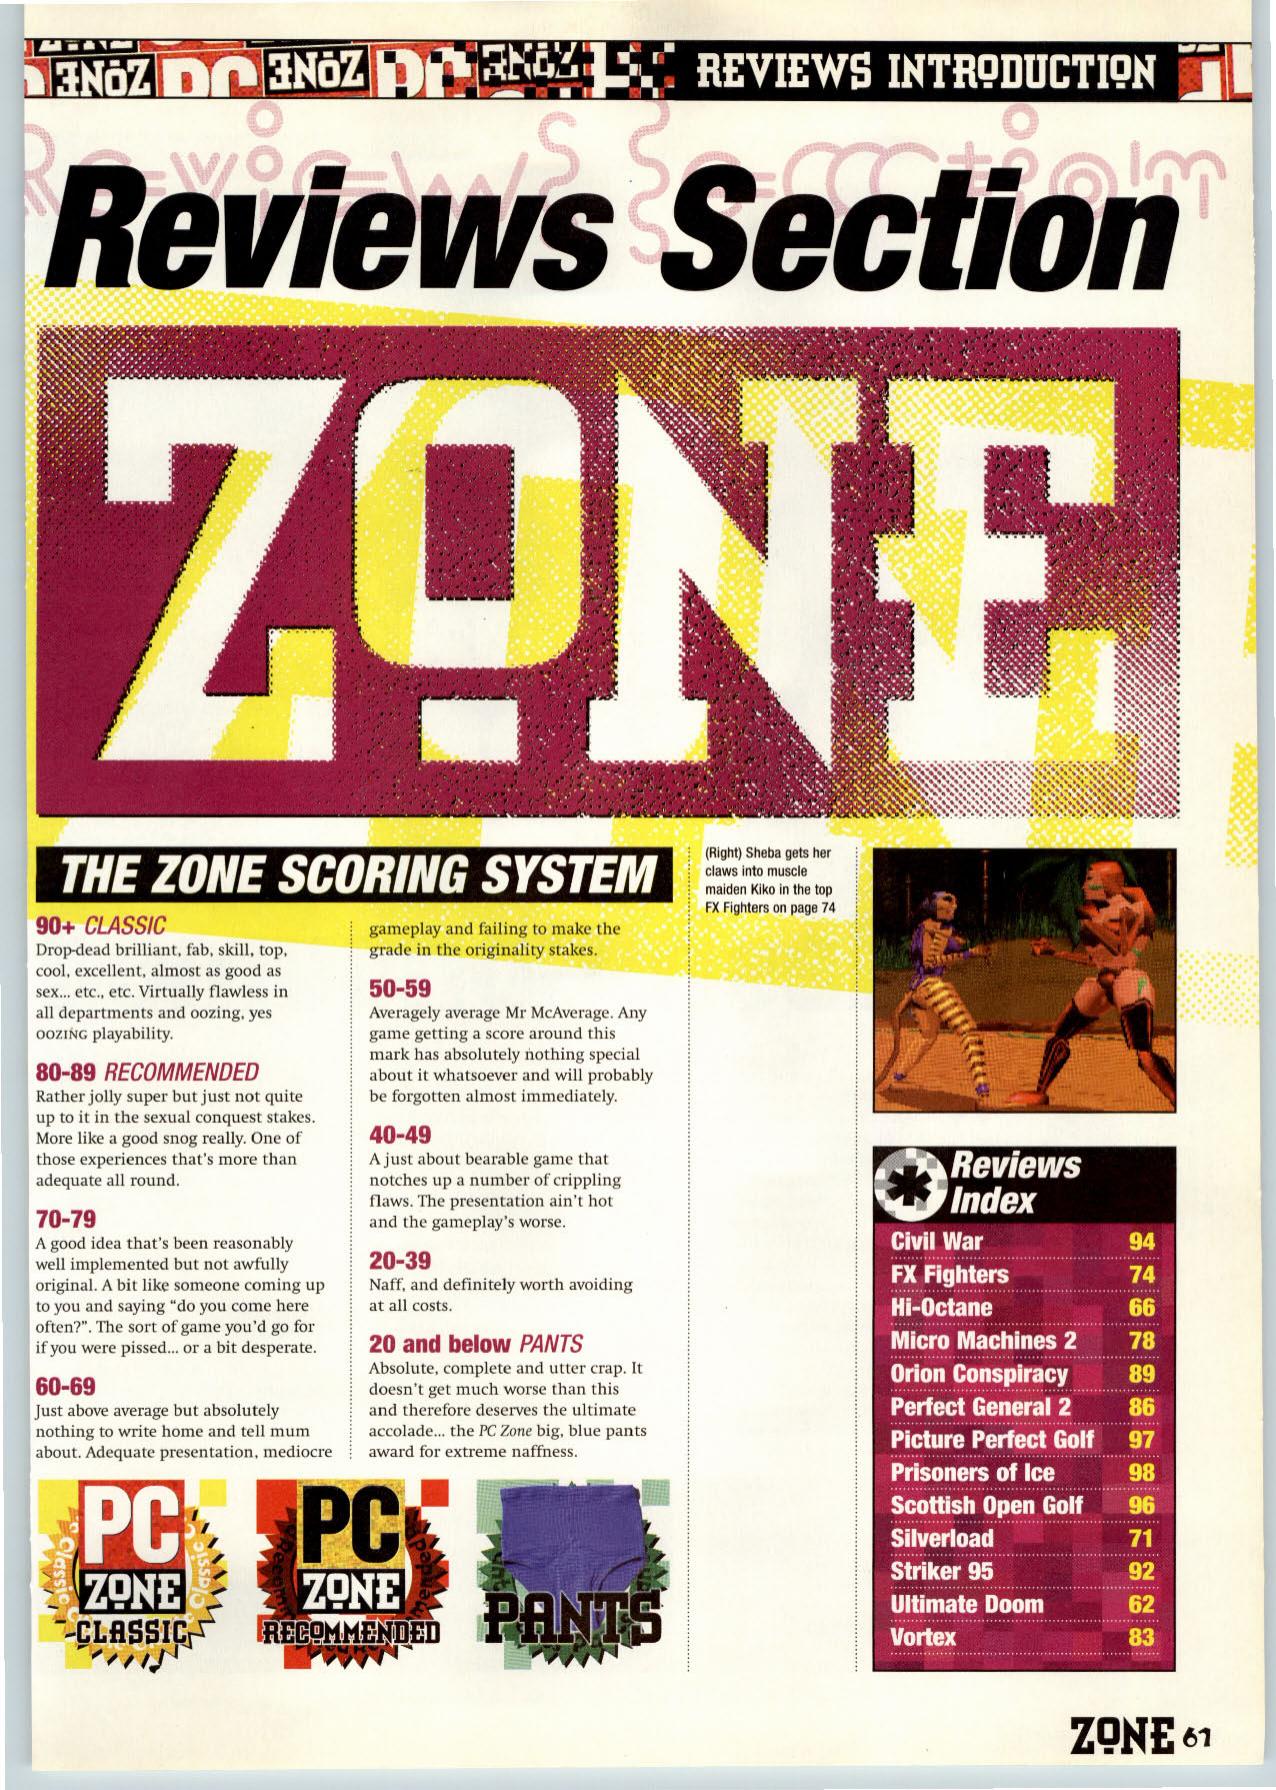 ZONE PC ZONE PC ZONE
REVIEWS INTRODUCTION
Reviews Section
Reviews Section
ZONE
THE ZONE SCORING SYSTEM
90+ CLASSIC
Drop-dead brilliant, fab, skill, top,
cool, excellent, almost as good as
sex... etc., etc. Virtually flawless in
all departments and oozing, yes
OOZING playability.
80-89 RECOMMENDED
Rather jolly super but just not quite
up to it in the sexual conquest stakes.
More like a good snog really. One of
those experiences that's more than
adequate all round.
70-79
A good idea that's been reasonably
well implemented but not awfully
original. A bit like someone coming up
to you and saying “do you come here
often?”. The sort of game you'd go for
if you were pissed... or a bit desperate.
60-69
Just above average but absolutely
nothing to write home and tell mum
about. Adequate presentation, mediocre
gameplay and failing to make the
grade in the originality stakes.
50-59
Averagely average Mr McAverage. Any
game getting a score around this
mark has absolutely nothing special
about it whatsoever and will probably
be forgotten almost immediately.
40-49
A just about bearable game that
notches up a number of crippling
flaws. The presentation ain't hot
and the gameplay's worse.
20-39
Naff, and definitely worth avoiding
at all costs.
20 and below PANTS
Absolute, complete and utter crap. It
doesn't get much worse than this
and therefore deserves the ultimate
accolade... the PC Zone big, blue pants
award for extreme naffness.
PC
ZONE
CLASSIC
Classic Classic
PC
ZONE
RECOMMENDED
Recommended
PANTS
(Right) Sheba gets her
claws into muscle
maiden Kiko in the top
FX Fighters on page 74
Reviews
Index
Civil War 94
FX Fighters 74
Hi-Octane 66
Micro Machines 2 78
Orion Conspiracy 89
Perfect General 2 86
Picture Perfect Golf 97
Prisoners of Ice 98
Scottish Open Golf 96
Silverload 71
Striker 95 92
Ultimate Doom 62
Vortex 83
ZONE 61